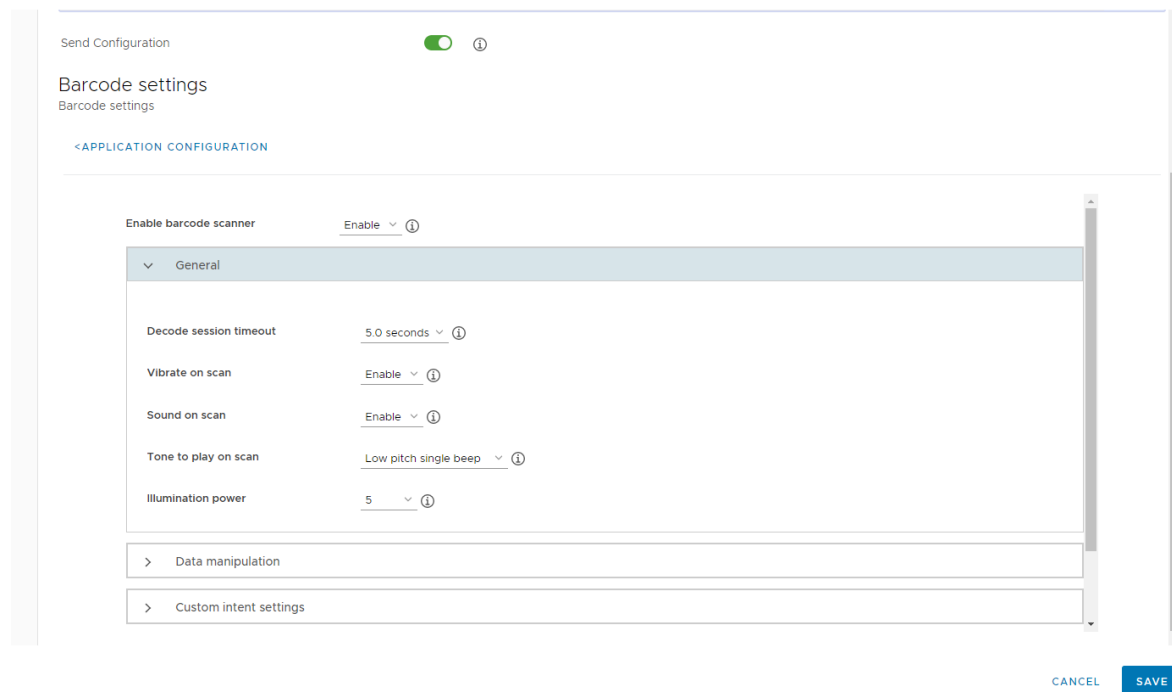 Send Configuration
Barcode settings
Barcode settings
<APPLICATION CONFIGURATION
Enable barcode scanner Enable
General
Decode session timeout 5.0 seconds
Vibrate on scan Enable
Sound on scan Enable
Tone to play on scan Low pitch single beep
Illumination power 5
Data manipulation
Custom intent settings
CANCEL SAVE